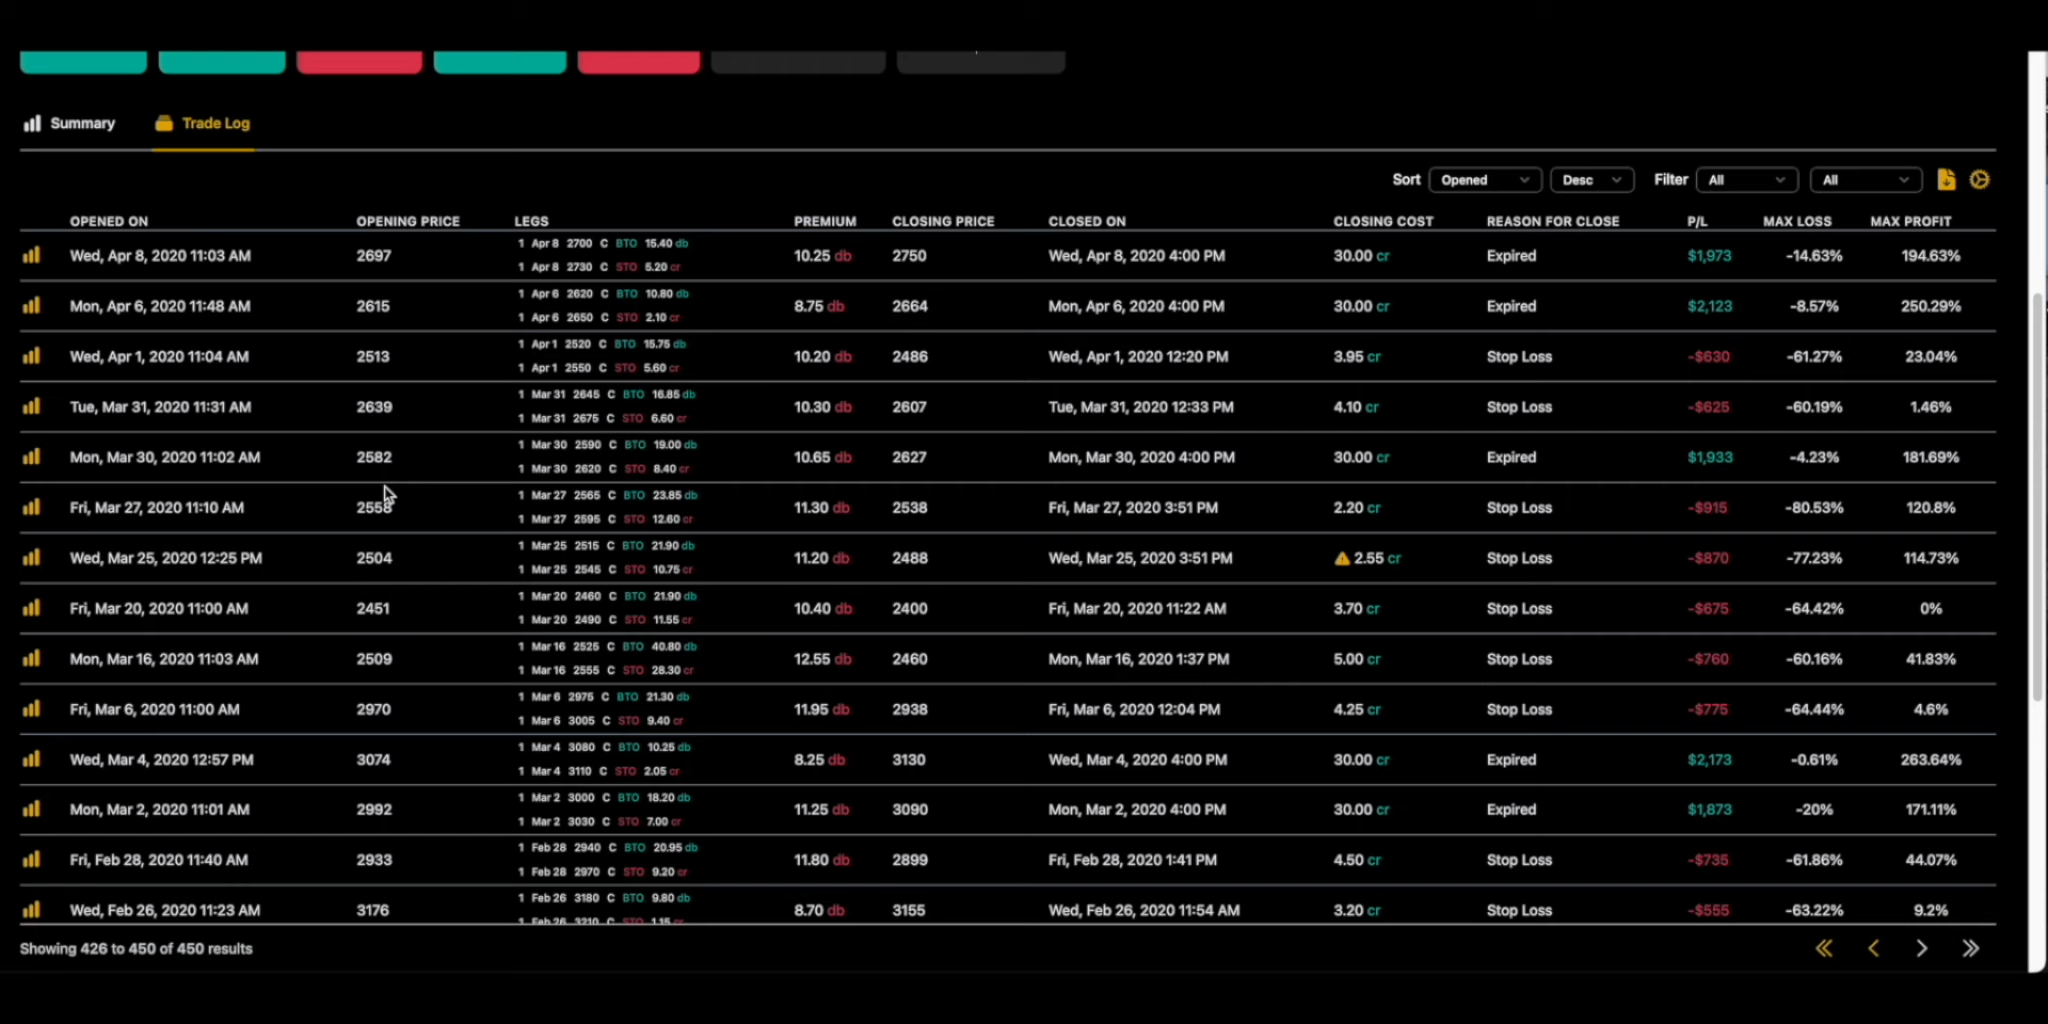 Summary Trade Log
Sort Opened Desc Filter All All
OPENED ON OPENING PRICE LEGS PREMIUM CLOSING PRICE CLOSED ON CLOSING COST REASON FOR CLOSE P/L MAX LOSS MAX PROFIT
1 Apr 8 2700 C BTO 15.40 db
Wed, Apr 8, 2020 11:03 AM 2697 10.25 db 2750 Wed, Apr 8, 2020 4:00 PM 30.00 cr Expired $1,973 -14.63% 194.63%
1 Apr 8 2730 C STO 5.20 cr
1 Apr 6 2620 C BTO 10.80 db
Mon, Apr 6, 2020 11:48 AM 2615 8.75 db 2664 Mon, Apr 6, 2020 4:00 PM 30.00 cr Expired $2,123 -8.57% 250.29%
1 Apr 6 2650 C STO 2.10 cr
1 Apr 1 2520 C BTO 15.75 db
Wed, Apr 1, 2020 11:04 AM 2513 10.20 db 2486 Wed, Apr 1, 2020 12:20 PM 3.95 cr Stop Loss -$630 -61.27% 23.04%
1 Apr 1 2550 C STO 5.60 cr
1 Mar 31 2645 C BTO 16.85 db
Tue, Mar 31, 2020 11:31 AM 2639 10.30 db 2607 Tue, Mar 31, 2020 12:33 PM 4.10 cr Stop Loss -$625 -60.19% 1.46%
1 Mar 31 2675 C STO 6.60 cr
1 Mar 30 2590 C BTO 19.00 db
Mon, Mar 30, 2020 11:02 AM 2582 10.65 db 2627 Mon, Mar 30, 2020 4:00 PM 30.00 cr Expired $1,933 -4.23% 181.69%
1 Mar 30 2620 C STO 8.40 cr
1 Mar 27 2565 C BTO 23.85 db
Fri, Mar 27, 2020 11:10 AM 2558 11.30 db 2538 Fri, Mar 27, 2020 3:51 PM 2.20 cr Stop Loss -$915 -80.53% 120.8%
1 Mar 27 2595 C STO 12.60 cr
1 Mar 25 2515 C BTO 21.90 db
Wed, Mar 25, 2020 12:25 PM 2504 11.20 db 2488 Wed, Mar 25, 2020 3:51 PM 2.55 cr Stop Loss -$870 -77.23% 114.73%
1 Mar 25 2545 C STO 10.75 cr
1 Mar 20 2460 C BTO 21.90 db
Fri, Mar 20, 2020 11:00 AM 2451 10.40 db 2400 Fri, Mar 20, 2020 11:22 AM 3.70 cr Stop Loss -$675 -64.42% 0%
1 Mar 20 2490 C STO 11.55 cr
1 Mar 16 2525 C BTO 40.80 db
Mon, Mar 16, 2020 11:03 AM 2509 12.55 db 2460 Mon, Mar 16, 2020 1:37 PM 5.00 cr Stop Loss -$760 -60.16% 41.83%
1 Mar 16 2555 C STO 28.30 cr
1 Mar 6 2975 C BTO 21.30 db
Fri, Mar 6, 2020 11:00 AM 2970 11.95 db 2938 Fri, Mar 6, 2020 12:04 PM 4.25 cr Stop Loss -$775 -64.44% 4.6%
1 Mar 6 3005 C STO 9.40 cr
1 Mar 4 3080 C BTO 10.25 db
Wed, Mar 4, 2020 12:57 PM 3074 8.25 db 3130 Wed, Mar 4, 2020 4:00 PM 30.00 cr Expired $2,173 -0.61% 263.64%
1 Mar 4 3110 C STO 2.05 cr
1 Mar 2 3000 C BTO 18.20 db
Mon, Mar 2, 2020 11:01 AM 2992 11.25 db 3090 Mon, Mar 2, 2020 4:00 PM 30.00 cr Expired $1,873 -20% 171.11%
1 Mar 2 3030 C STO 7.00 cr
1 Feb 28 2940 C BTO 20.95 db
Fri, Feb 28, 2020 11:40 AM 2933 11.80 db 2899 Fri, Feb 28, 2020 1:41 PM 4.50 cr Stop Loss -$735 -61.86% 44.07%
1 Feb 28 2970 C STO 9.20 cr
1 Feb 26 3180 C BTO 9.80 db
Wed, Feb 26, 2020 11:23 AM 3176 8.70 db 3155 Wed, Feb 26, 2020 11:54 AM 3.20 cr Stop Loss -$555 -63.22% 9.2%
1 Feb 26 3210 C STO 1.15 cr
Showing 426 to 450 of 450 results